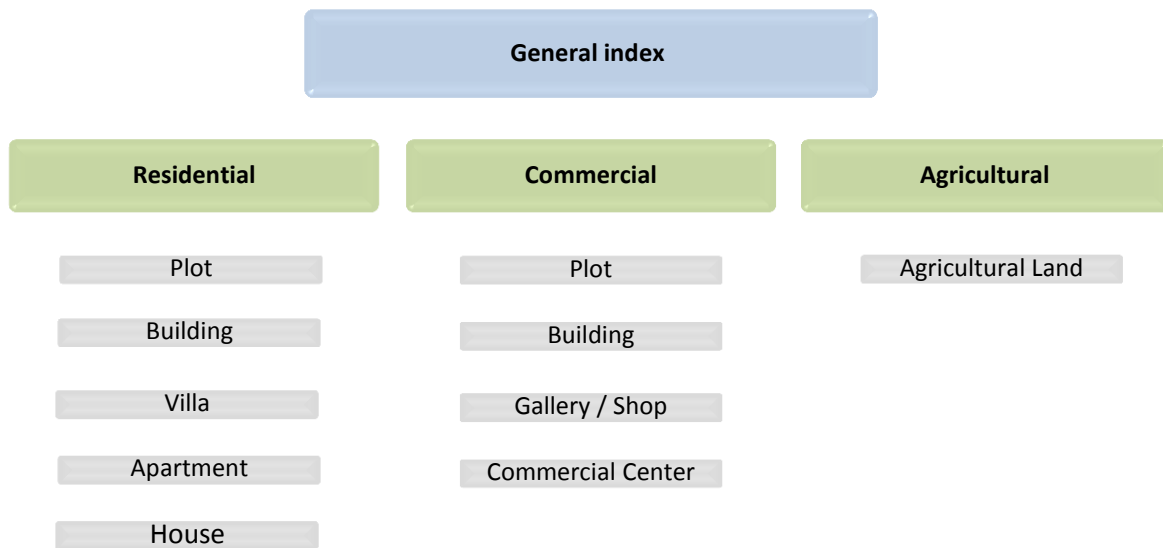 General index
Residential
Commercial
Agricultural
Plot
Plot
Agricultural Land
Building
Building
Villa
Gallery / Shop
Apartment
Commercial Center
House